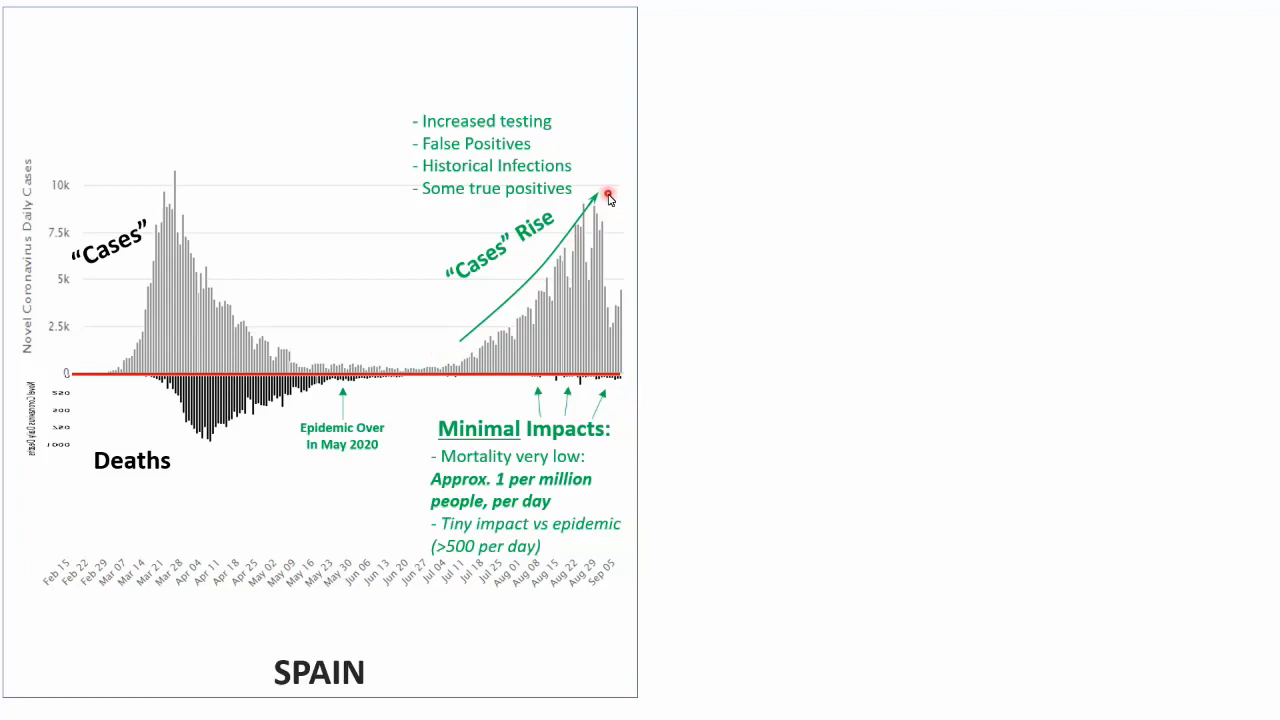 - Increased testing
- False Positives
- Historical Infections
- Some true positives
Novel Coronavirus Daily Cases
10k
7.5k
5k
2.5k
0
"Cases"
"Cases" Rise
1000
Deaths
Epidemic Over
In May 2020
Minimal Impacts:
- Mortality very low:
Approx. 1 per million
people, per day
- Tiny impact vs epidemic
(>500 per day)
Feb 15
Feb 22
Feb 29
Mar 07
Mar 14
Mar 21
Mar 28
Apr 04
Apr 11
Apr 18
Apr 25
May 02
May 09
May 16
May 23
May 30
Jun 06
Jun 13
Jun 20
Jun 27
Jul 04
Jul 11
Jul 18
Jul 25
Aug 01
Aug 08
Aug 15
Aug 22
Aug 29
Sep 05
SPAIN